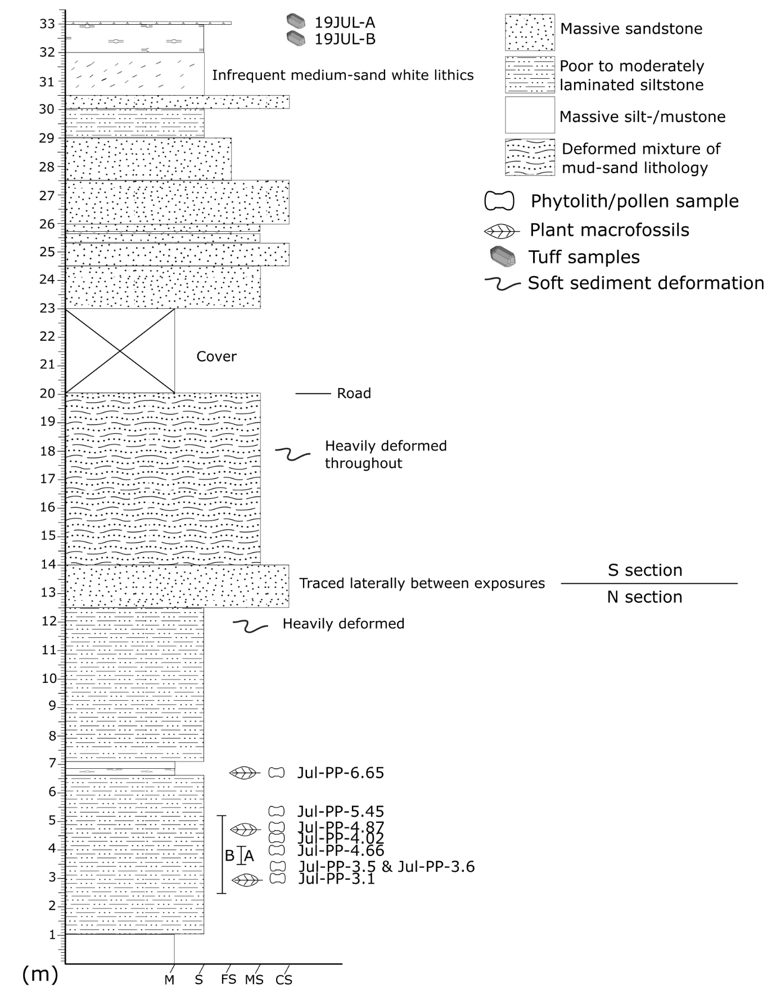 33
19JUL-A
19JUL-B
32
31
Infrequent medium-sand white lithics
30
29
28
27
26
25
24
23
22
21
Cover
20
Road
19
18
Heavily deformed
throughout
17
16
15
14
13
Traced laterally between exposures
S section
N section
12
Heavily deformed
11
10
9
8
7
Jul-PP-6.65
6
Jul-PP-5.45
5
Jul-PP-4.87
Jul-PP-4.02
4
Jul-PP-4.66
B
A
Jul-PP-3.5 & Jul-PP-3.6
3
Jul-PP-3.1
2
1
(m)
M S FS MS CS
Massive sandstone
Poor to moderately
laminated siltstone
Massive silt-/mustone
Deformed mixture of
mud-sand lithology
Phytolith/pollen sample
Plant macrofossils
Tuff samples
Soft sediment deformation